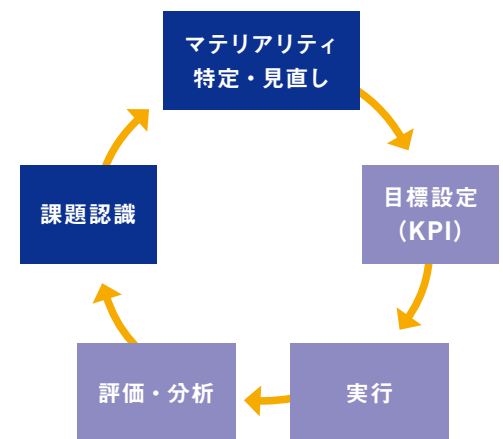 マテリアリティ
特定・見直し
目標設定
（KPI）
実行
評価・分析
課題認識